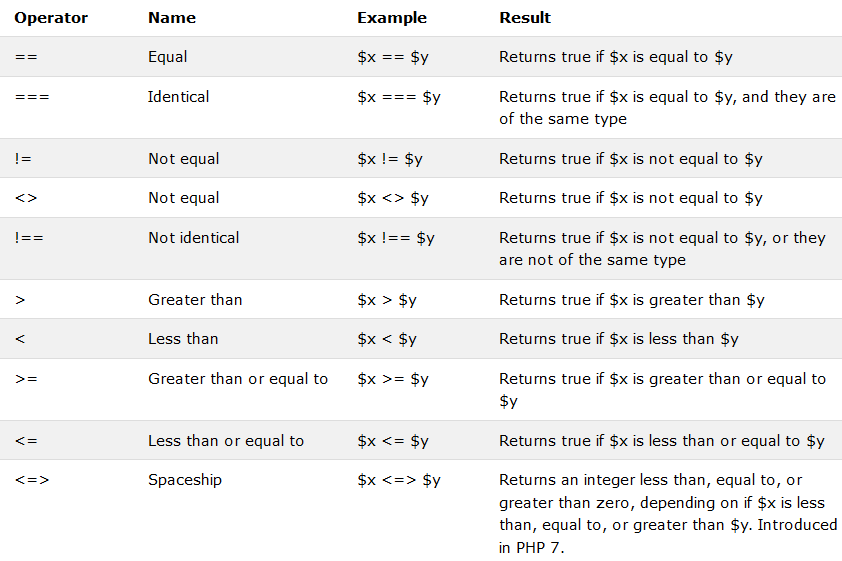 Operator Name Example Result
== Equal $x == $y Returns true if $x is equal to $y
=== Identical $x === $y Returns true if $x is equal to $y, and they are
of the same type
!= Not equal $x != $y Returns true if $x is not equal to $y
<> Not equal $x <> $y Returns true if $x is not equal to $y
!== Not identical $x !== $y Returns true if $x is not equal to $y, or they
are not of the same type
> Greater than $x > $y Returns true if $x is greater than $y
< Less than $x < $y Returns true if $x is less than $y
>= Greater than or equal to $x >= $y Returns true if $x is greater than or equal to
$y
<= Less than or equal to $x <= $y Returns true if $x is less than or equal to $y
<=> Spaceship $x <=> $y Returns an integer less than, equal to, or
greater than zero, depending on if $x is less
than, equal to, or greater than $y. Introduced
in PHP 7.